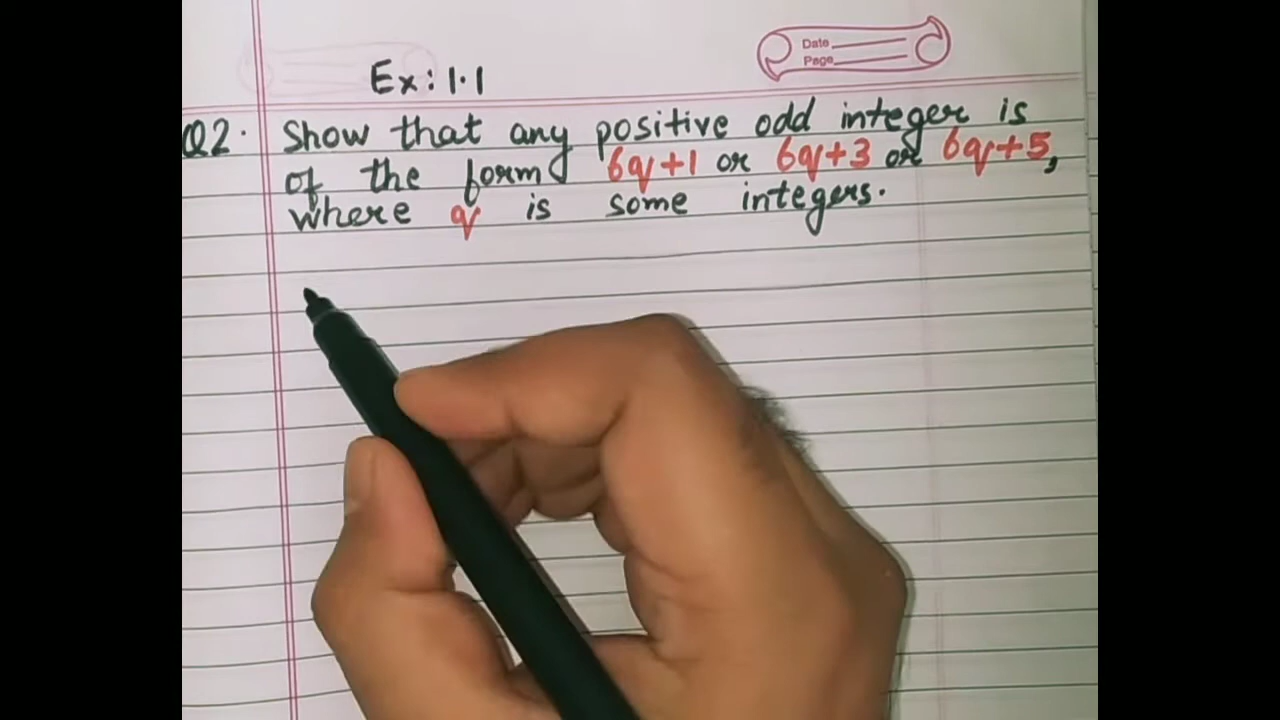 Date
Page
Ex: 1.1
Q2. Show that any positive odd integer is
of the form 6q+1 or 6q+3 or 6q+5,
where q is some integers.